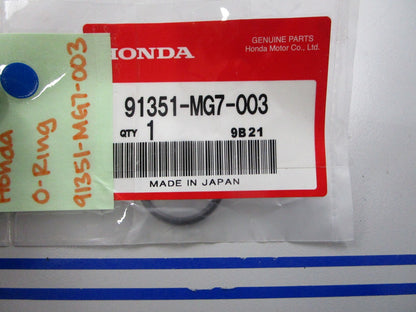 HONDA
GENUINE PARTS
Honda Motor Co., Ltd.
91351-MG7-003
QTY 1 9B21
MADE IN JAPAN
Honda
O-Ring
91351-MG7-003